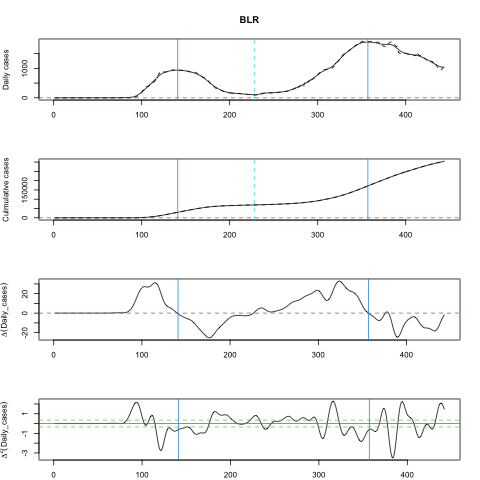 BLR
Daily cases
1000
0
0 100 200 300 400
Culmulative cases
150000
0
0 100 200 300 400
Δ(Daily_cases)
20
0
-20
0 100 200 300 400
Δ²(Daily_cases)
1
-1
-3
0 100 200 300 400